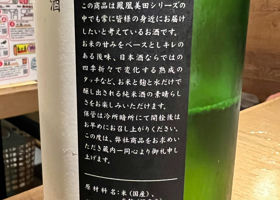 この商品は鳳凰美田シリーズの
中でも常に皆様の身近にお届け
したいと考えているお酒です。
お米の甘みをベースとしキレの
ある後味、日本酒ならではの
四季折々で変化する熟成の
タッチなど、お米と麹と水だけで
醸し出される純米酒の素晴ら
しさをお楽しみいただけます。
保管は冷所暗所にて開栓後は
お早めにお召し上がりください。
この度は、弊社商品をお求めい
ただき蔵内一同心より御礼申し
上げます。
原材料名:米(国産)、
酒